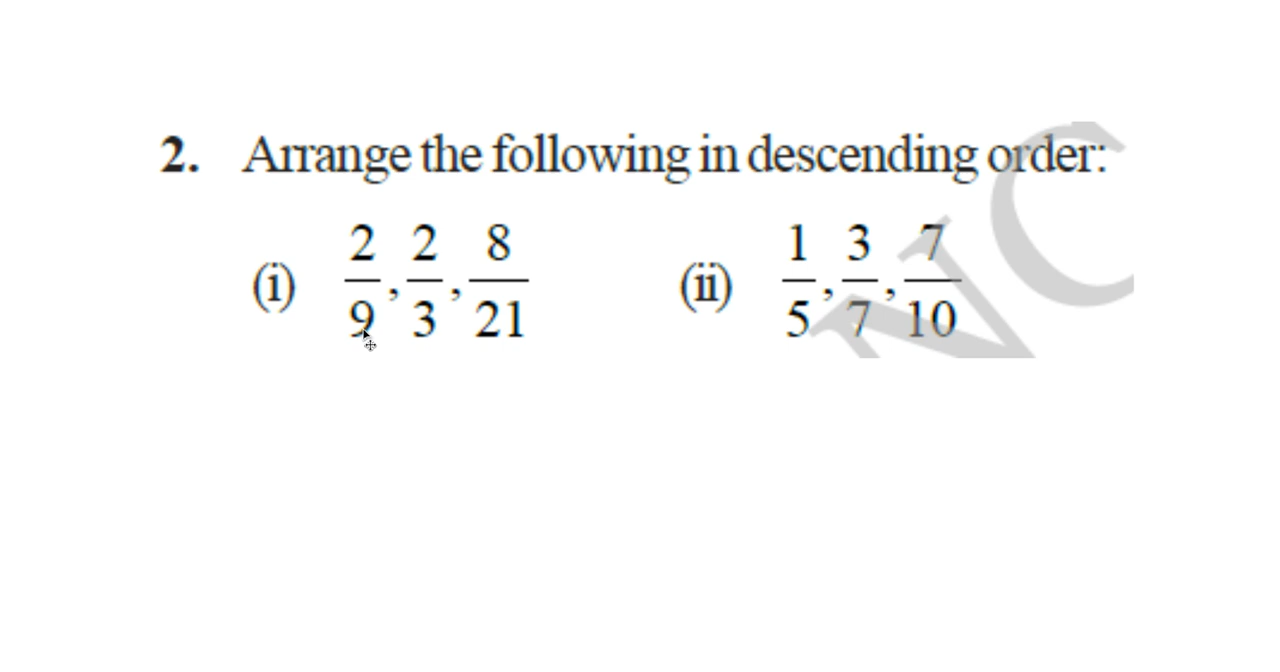 2. Arrange the following in descending order:
(i) 2/9, 2/3, 8/21 (ii) 1/5, 3/7, 7/10
NC